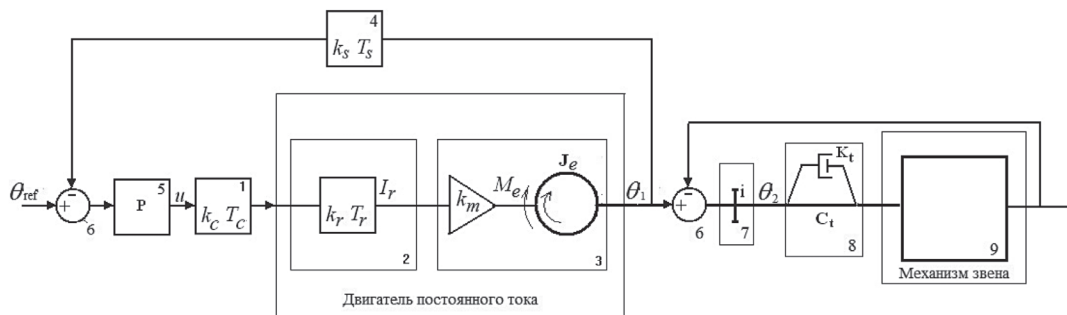 4
k_s T_s
θ_ref
+
−
6
5
P
u
1
k_c T_c
k_r T_r
I_r
2
k_m
M_e
J_e
3
θ_1
+
−
6
i
7
θ_2
K_t
C_t
8
9
Механизм звена
Двигатель постоянного тока